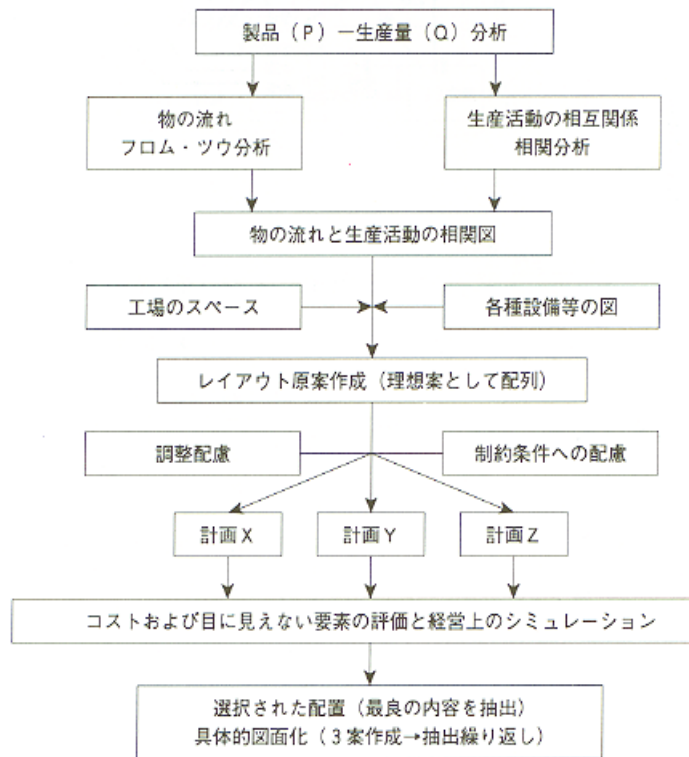 製品（P）－生産量（Q）分析
物の流れ
フロム・ツウ分析
生産活動の相互関係
相関分析
物の流れと生産活動の相関図
工場のスペース
各種設備等の図
レイアウト原案作成（理想案として配列）
調整配慮
制約条件への配慮
計画X
計画Y
計画Z
コストおよび目に見えない要素の評価と経営上のシミュレーション
選択された配置（最良の内容を抽出）
具体的図面化（3案作成→抽出繰り返し）